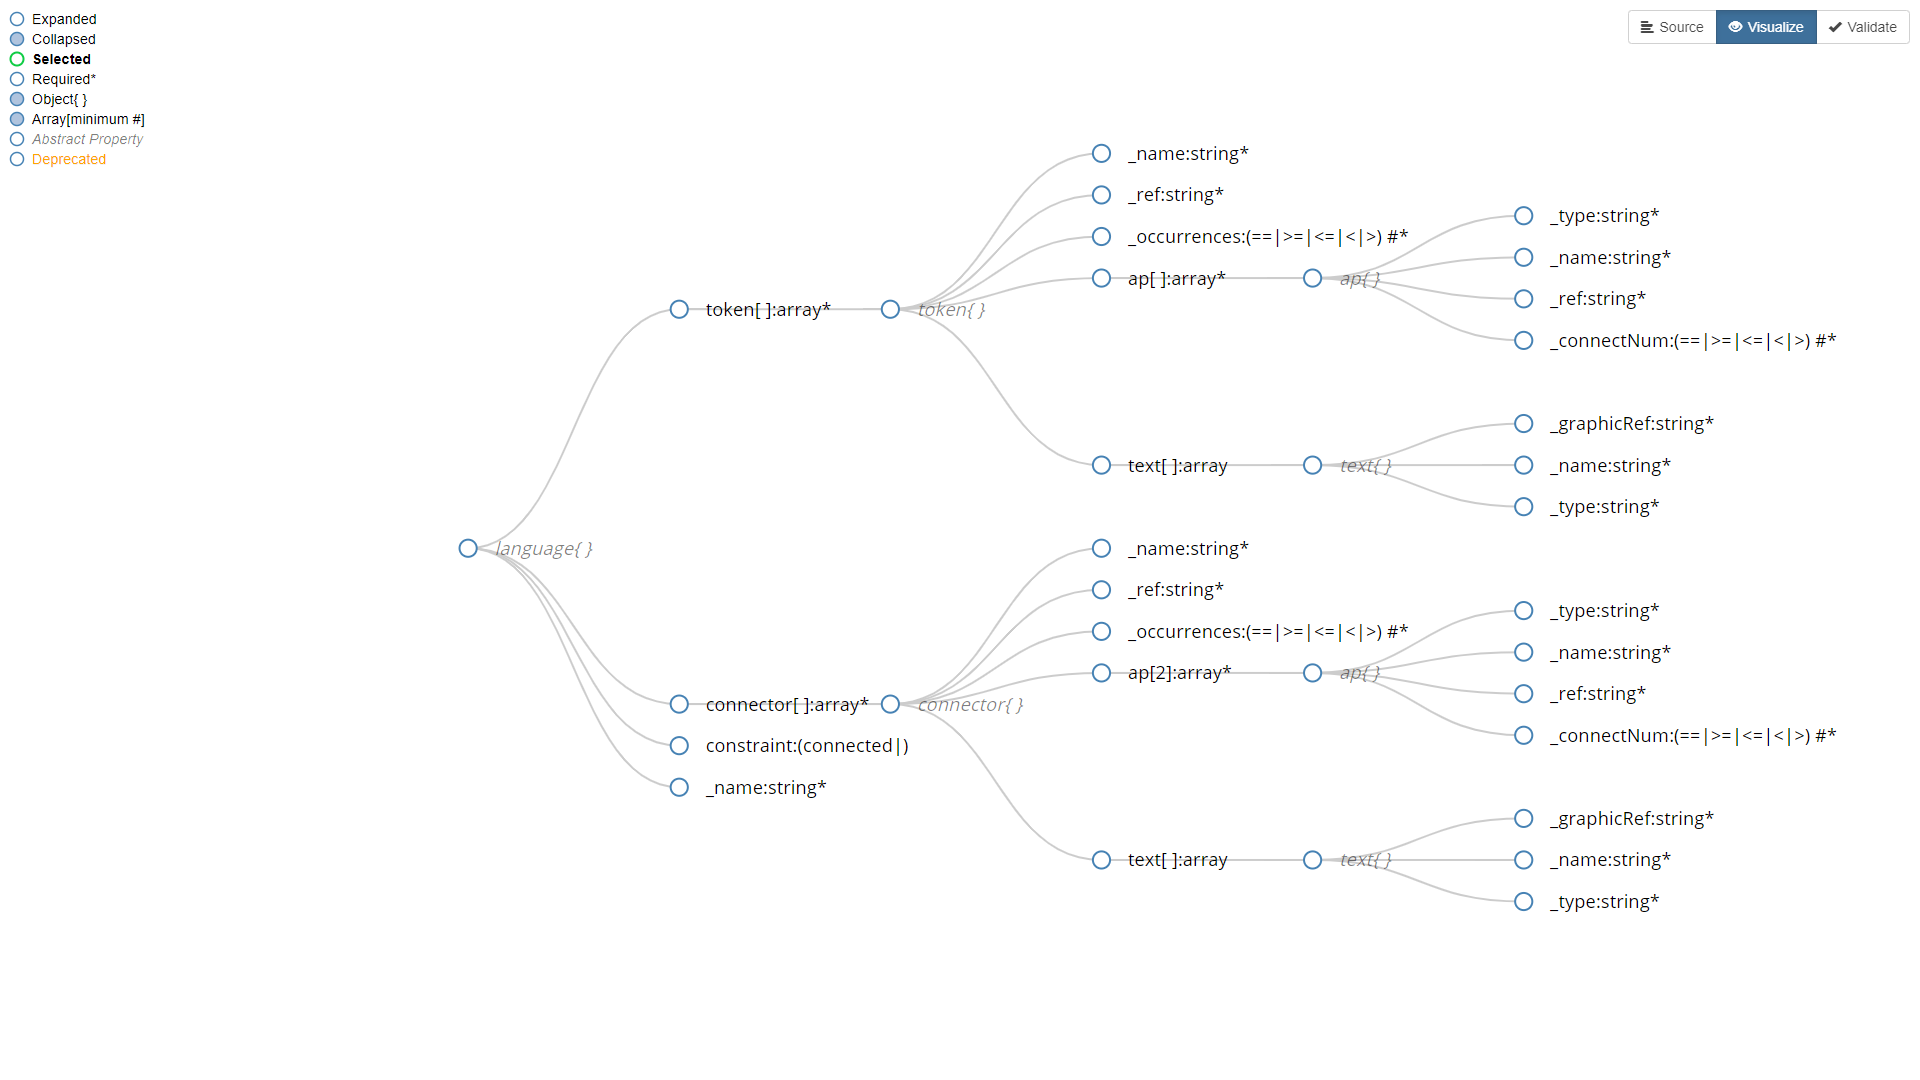 Expanded
Collapsed
Selected
Required*
Object{ }
Array[minimum #]
Abstract Property
Deprecated
Source
Visualize
Validate
language{ }
token[ ]:array*
token{ }
_name:string*
_ref:string*
_occurrences:(==|>=|<=|<|>) #*
ap[ ]:array*
ap{ }
_type:string*
_name:string*
_ref:string*
_connectNum:(==|>=|<=|<|>) #*
text[ ]:array
text{ }
_graphicRef:string*
_name:string*
_type:string*
connector[ ]:array*
connector{ }
_name:string*
_ref:string*
_occurrences:(==|>=|<=|<|>) #*
ap[2]:array*
ap{ }
_type:string*
_name:string*
_ref:string*
_connectNum:(==|>=|<=|<|>) #*
text[ ]:array
text{ }
_graphicRef:string*
_name:string*
_type:string*
constraint:(connected|)
_name:string*